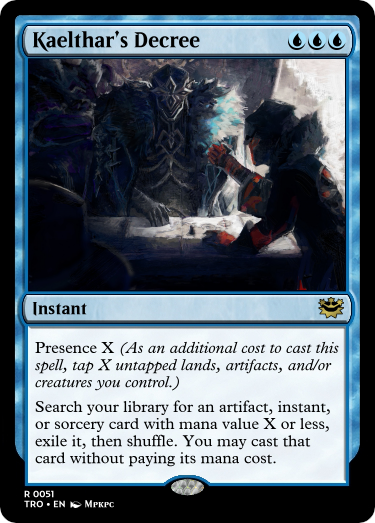 Kaelthar's Decree
Instant
Presence X (As an additional cost to cast this
spell, tap X untapped lands, artifacts, and/or
creatures you control.)
Search your library for an artifact, instant,
or sorcery card with mana value X or less,
exile it, then shuffle. You may cast that
card without paying its mana cost.
R 0051
TRO • EN Mpkpc